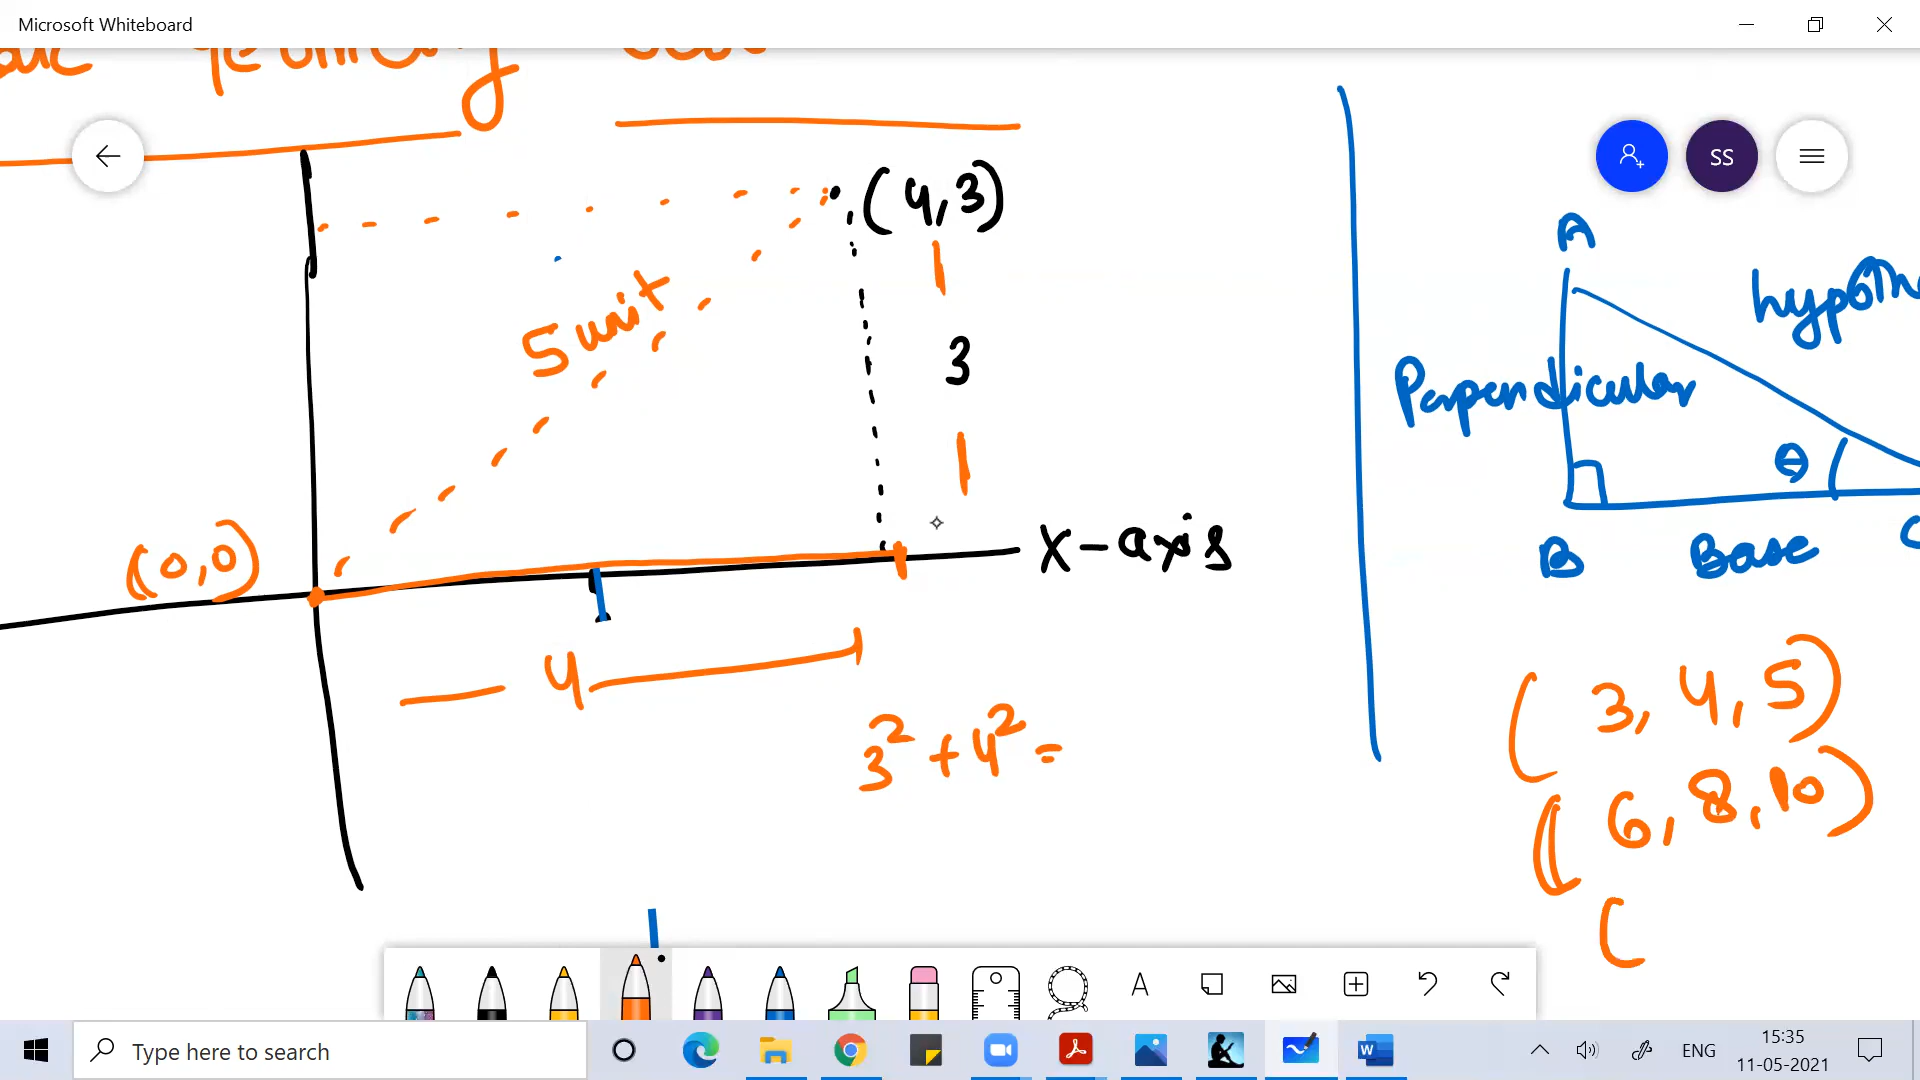 Microsoft Whiteboard
SS
(4,3)
3
5 unit
(0,0)
X-axis
4
3² + 4² =
A
Perpendicular
θ
B
Base
(3, 4, 5)
(6, 8, 10)
(
A
Type here to search
ENG
15:35
11-05-2021